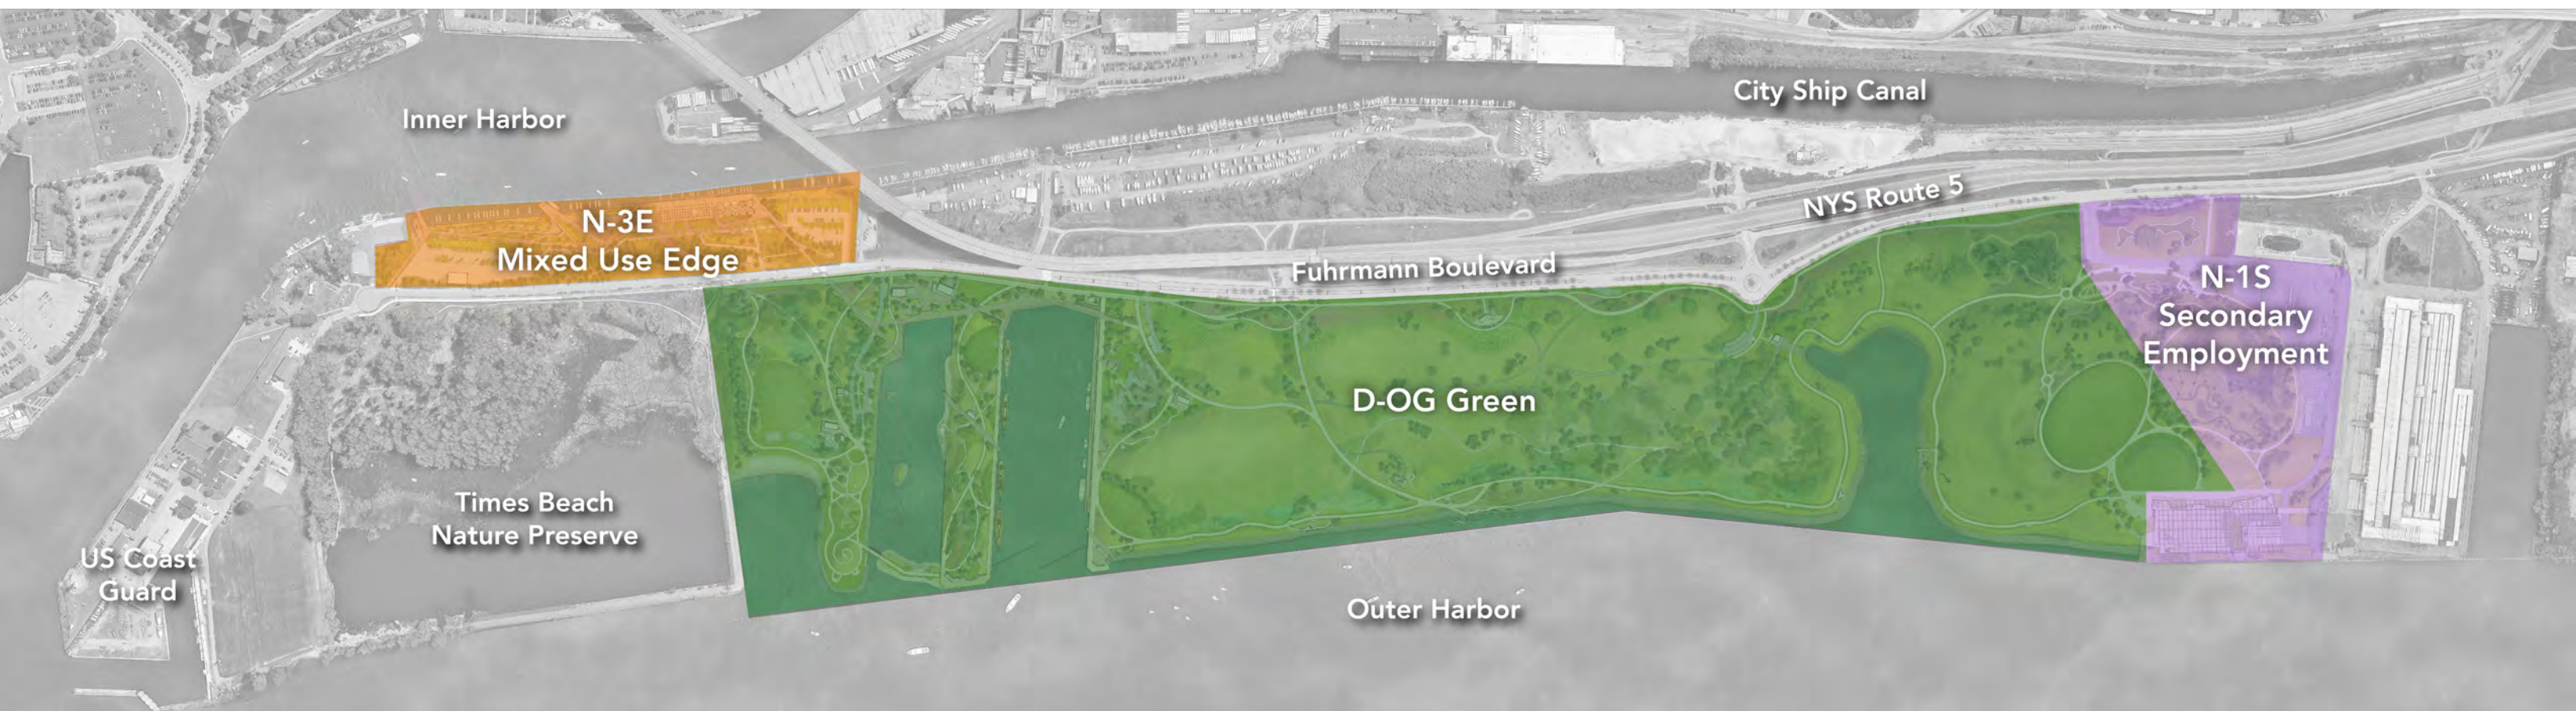 City Ship Canal
Inner Harbor
NYS Route 5
N-3E
Mixed Use Edge
Fuhrmann Boulevard
N-1S
Secondary
Employment
D-OG Green
Times Beach
Nature Preserve
US Coast
Guard
Outer Harbor